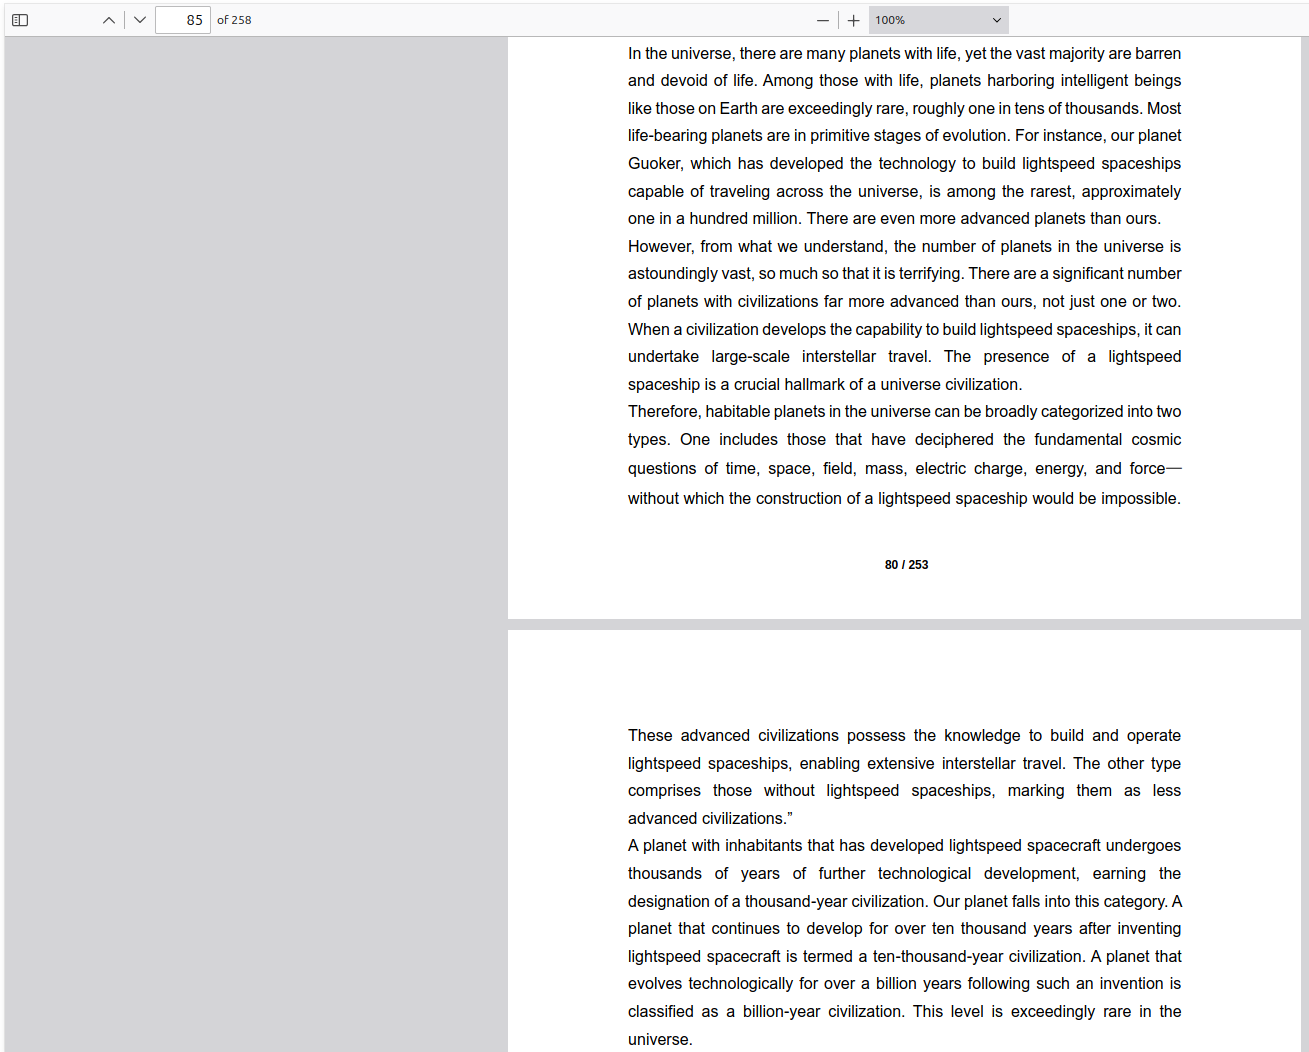 85 of 258
100%
In the universe, there are many planets with life, yet the vast majority are barren
and devoid of life. Among those with life, planets harboring intelligent beings
like those on Earth are exceedingly rare, roughly one in tens of thousands. Most
life-bearing planets are in primitive stages of evolution. For instance, our planet
Guoker, which has developed the technology to build lightspeed spaceships
capable of traveling across the universe, is among the rarest, approximately
one in a hundred million. There are even more advanced planets than ours.
However, from what we understand, the number of planets in the universe is
astoundingly vast, so much so that it is terrifying. There are a significant number
of planets with civilizations far more advanced than ours, not just one or two.
When a civilization develops the capability to build lightspeed spaceships, it can
undertake large-scale interstellar travel. The presence of a lightspeed
spaceship is a crucial hallmark of a universe civilization.
Therefore, habitable planets in the universe can be broadly categorized into two
types. One includes those that have deciphered the fundamental cosmic
questions of time, space, field, mass, electric charge, energy, and force—
without which the construction of a lightspeed spaceship would be impossible.
80 / 253
These advanced civilizations possess the knowledge to build and operate
lightspeed spaceships, enabling extensive interstellar travel. The other type
comprises those without lightspeed spaceships, marking them as less
advanced civilizations.”
A planet with inhabitants that has developed lightspeed spacecraft undergoes
thousands of years of further technological development, earning the
designation of a thousand-year civilization. Our planet falls into this category. A
planet that continues to develop for over ten thousand years after inventing
lightspeed spacecraft is termed a ten-thousand-year civilization. A planet that
evolves technologically for over a billion years following such an invention is
classified as a billion-year civilization. This level is exceedingly rare in the
universe.